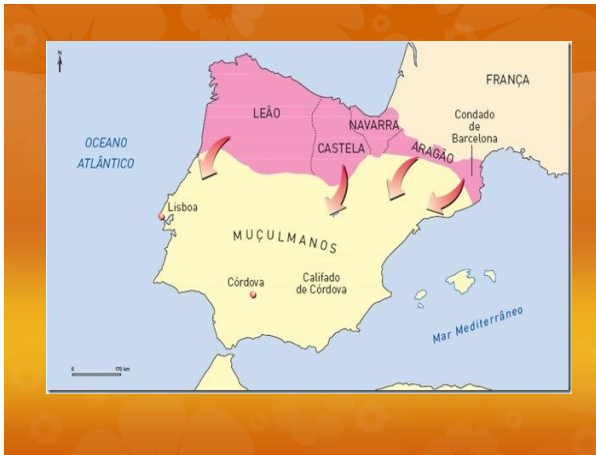 N
FRANÇA
LEÃO
Condado
de
Barcelona
NAVARRA
OCEANO
ATLÂNTICO
CASTELA
ARAGÃO
Lisboa
MUÇULMANOS
Córdova
Califado
de Córdova
Mar Mediterrâneo
0 170 km